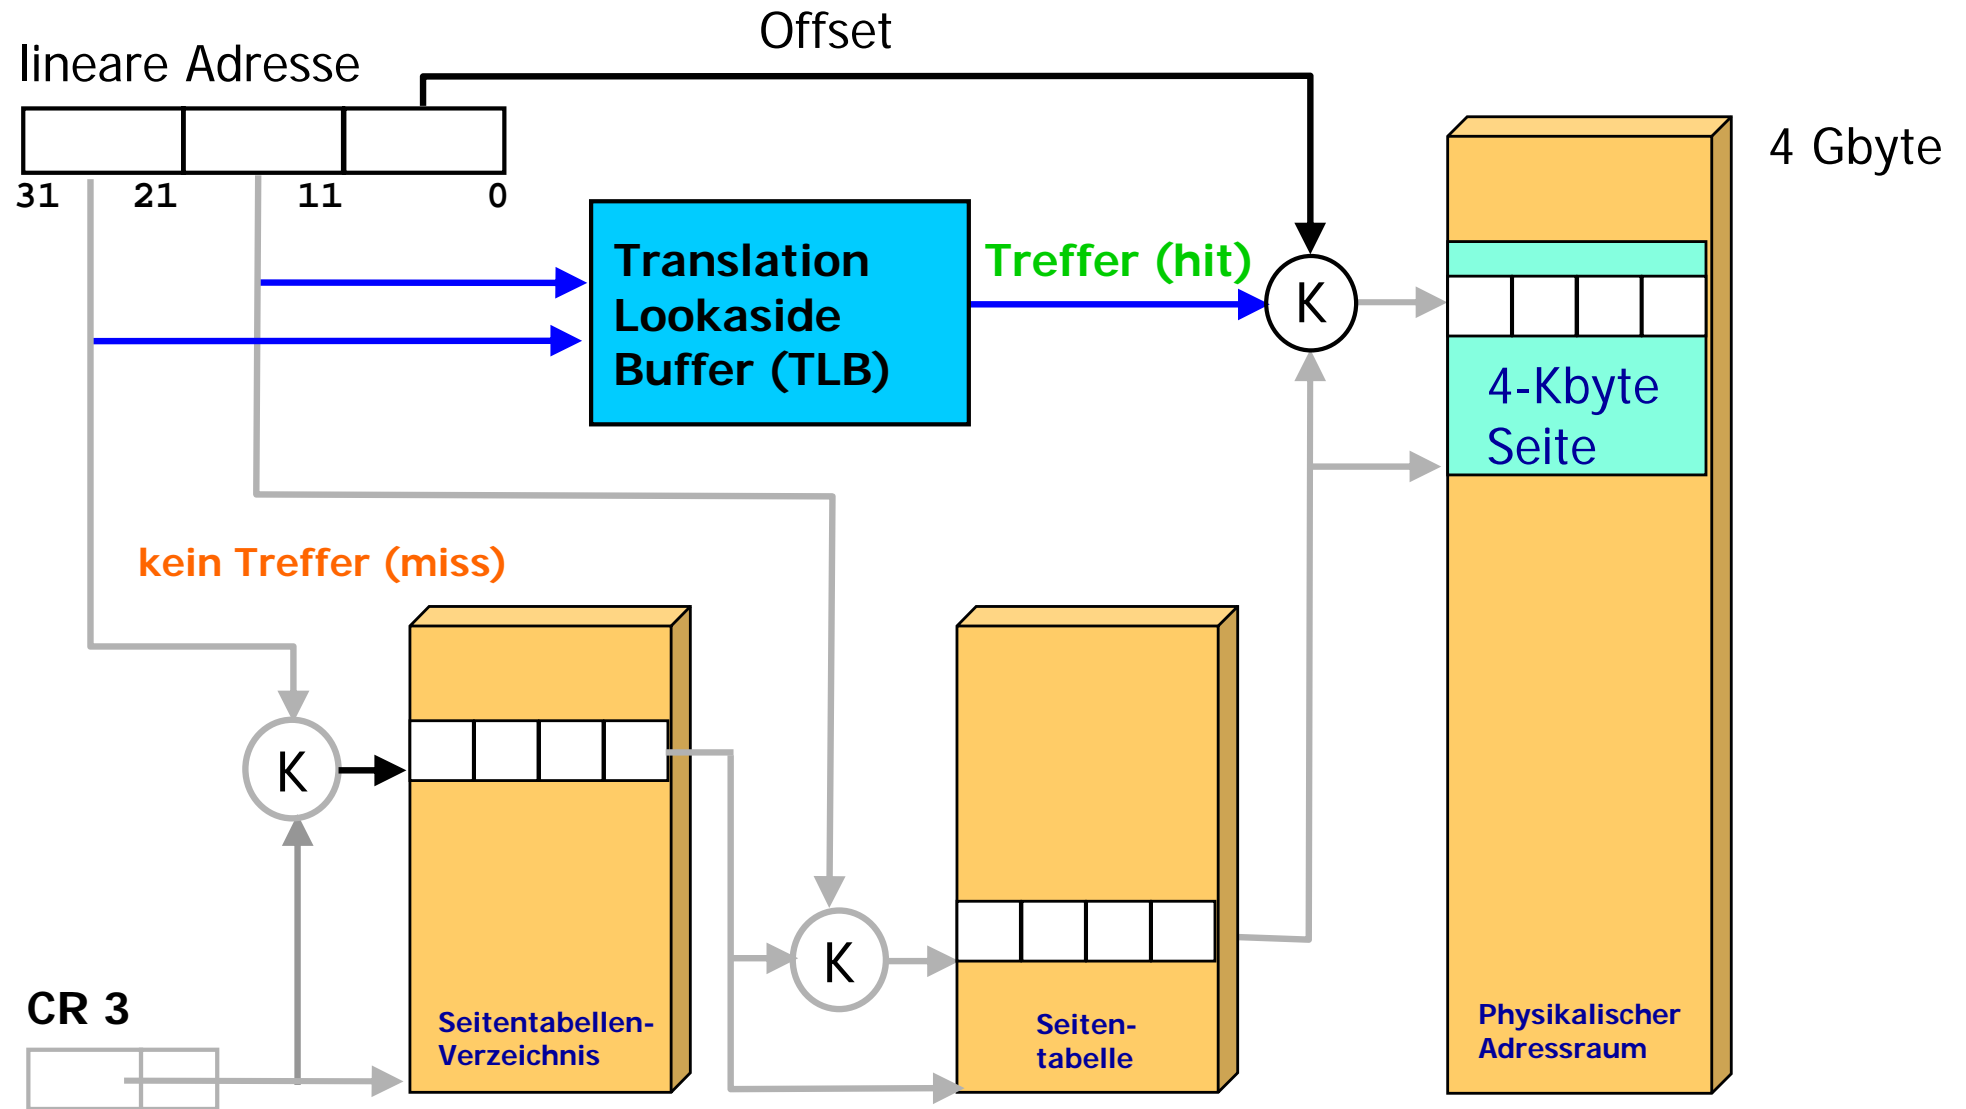 Offset
lineare Adresse
4 Gbyte
31 21 11 0
Translation
Lookaside
Buffer (TLB)
Treffer (hit)
K
4-Kbyte
Seite
kein Treffer (miss)
K
K
CR 3
Seitentabellen-
Verzeichnis
Seiten-
tabelle
Physikalischer
Adressraum